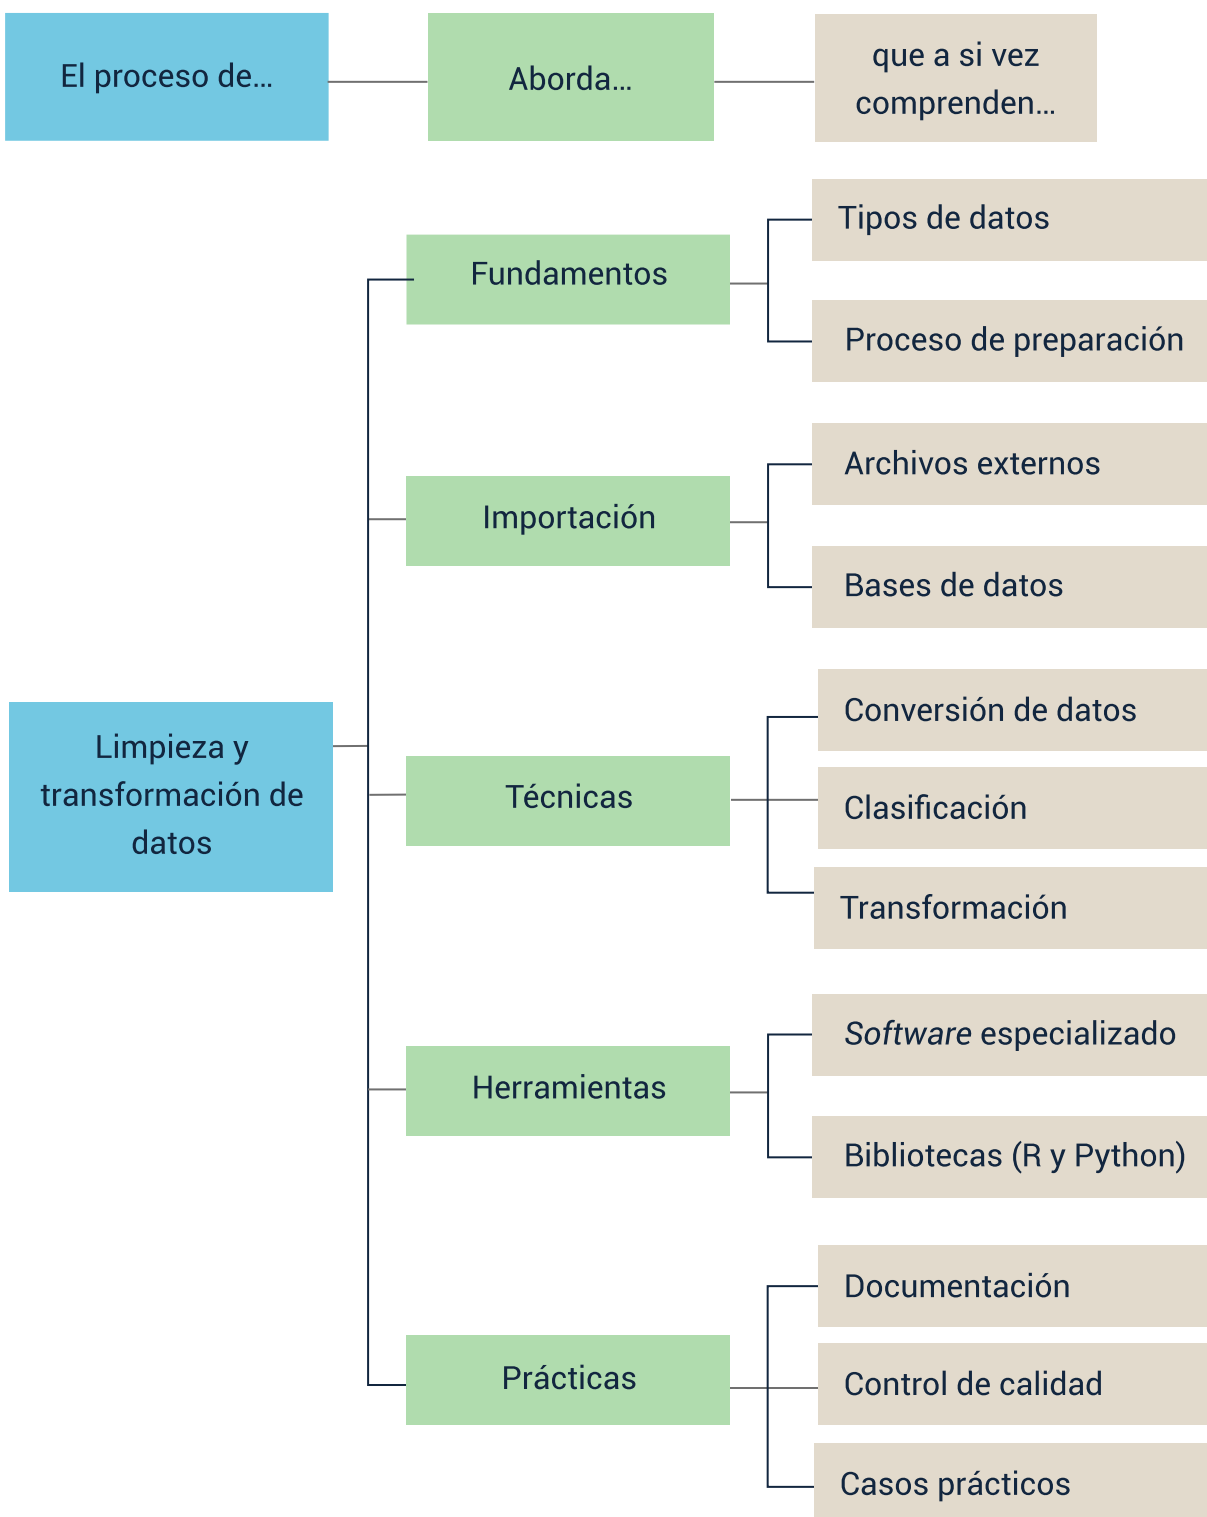 El proceso de...
Aborda...
que a si vez
comprenden...
Limpieza y
transformación de
datos
Fundamentos
Tipos de datos
Proceso de preparación
Importación
Archivos externos
Bases de datos
Técnicas
Conversión de datos
Clasificación
Transformación
Herramientas
Software especializado
Bibliotecas (R y Python)
Prácticas
Documentación
Control de calidad
Casos prácticos